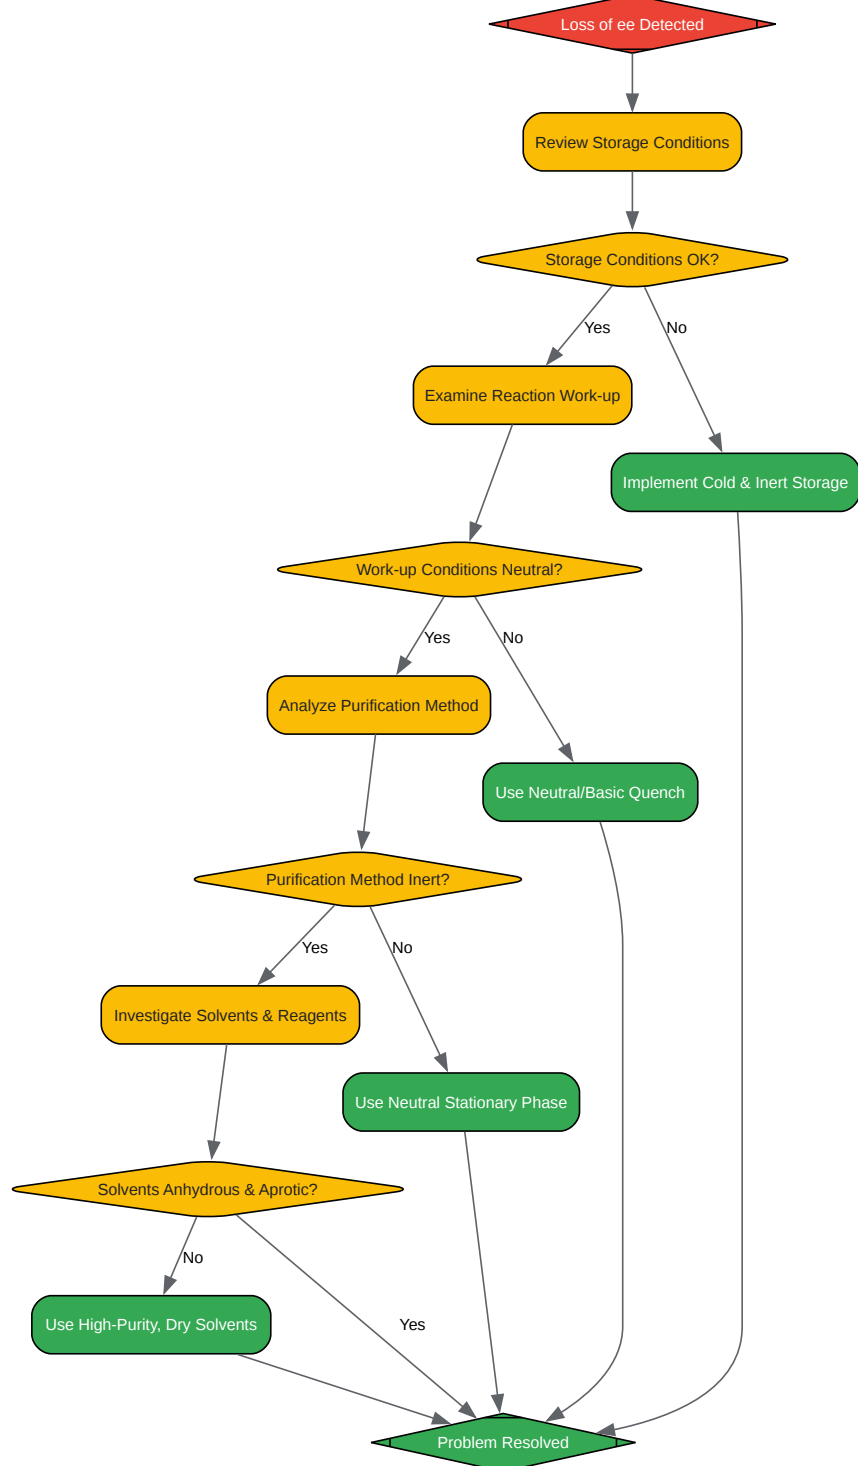 Loss of ee Detected
Review Storage Conditions
Storage Conditions OK?
Yes
No
Examine Reaction Work-up
Implement Cold & Inert Storage
Work-up Conditions Neutral?
Yes
No
Analyze Purification Method
Use Neutral/Basic Quench
Purification Method Inert?
Yes
No
Investigate Solvents & Reagents
Use Neutral Stationary Phase
Solvents Anhydrous & Aprotic?
No
Use High-Purity, Dry Solvents
Yes
Problem Resolved